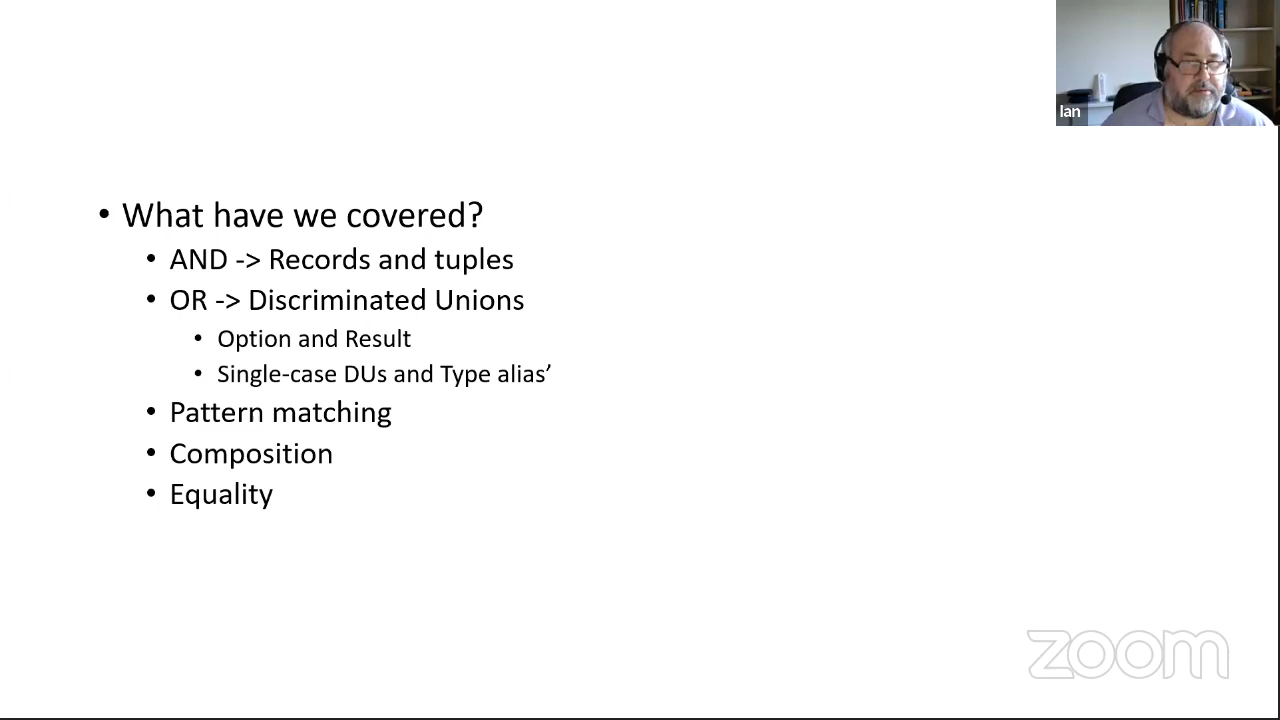 Ian
• What have we covered?
• AND -> Records and tuples
• OR -> Discriminated Unions
• Option and Result
• Single-case DUs and Type alias’
• Pattern matching
• Composition
• Equality
zoom